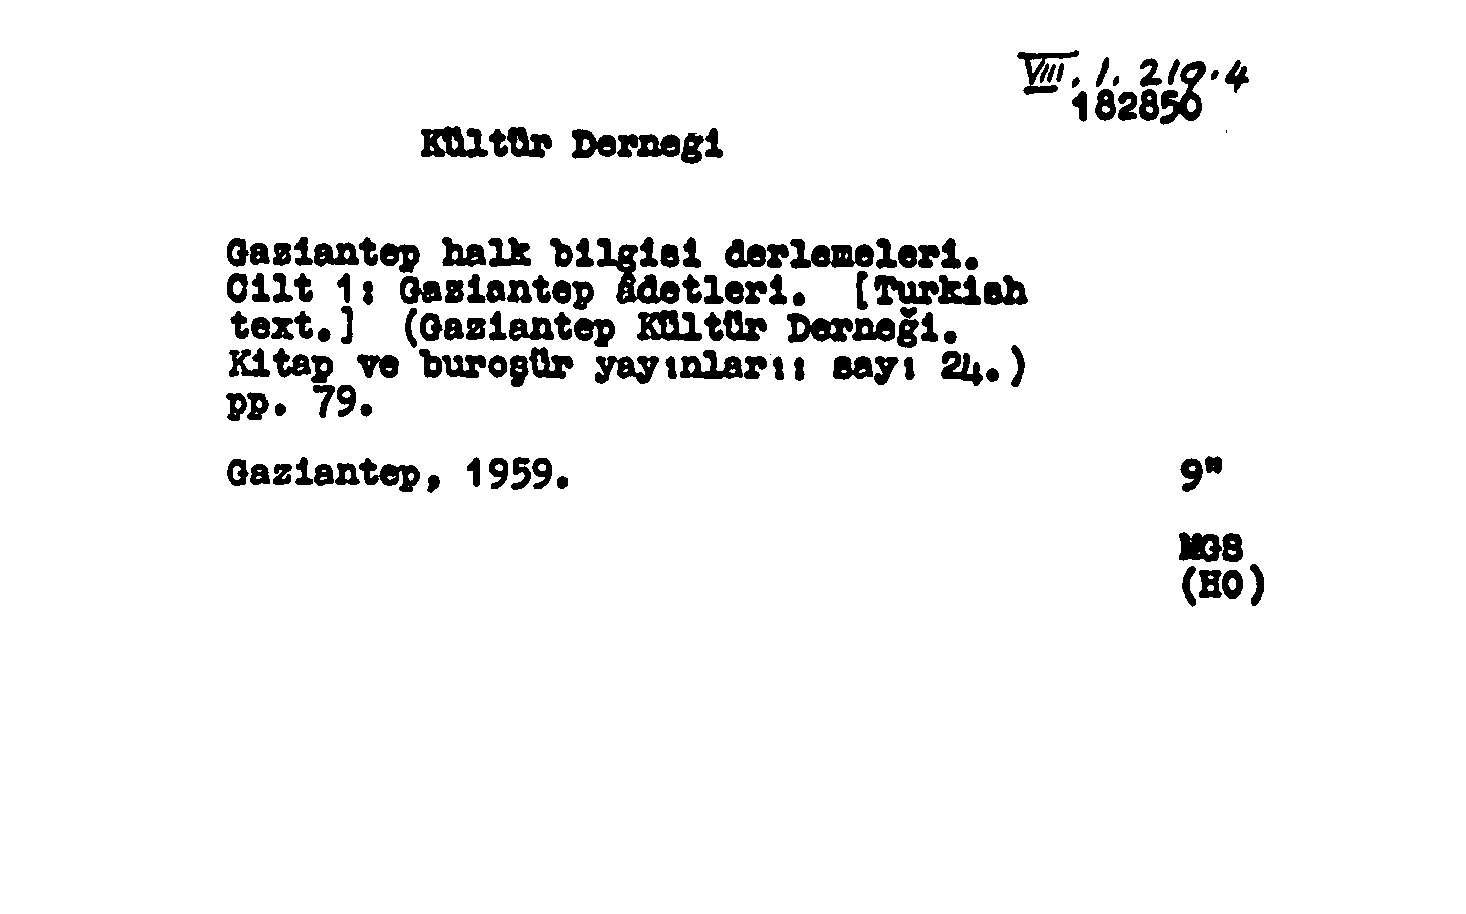 VIII. 1. 219.4
182850
Kültür Dernegi
Gaziantep halk bilgisi derlemeleri.
Cilt 1: Gaziantep âdetleri. [Turkish
text.] (Gaziantep Kültür Derneği.
Kitap ve buroşür yayınları: sayı 24.)
pp. 79.
Gaziantep, 1959. 9"
MGS
(HO)